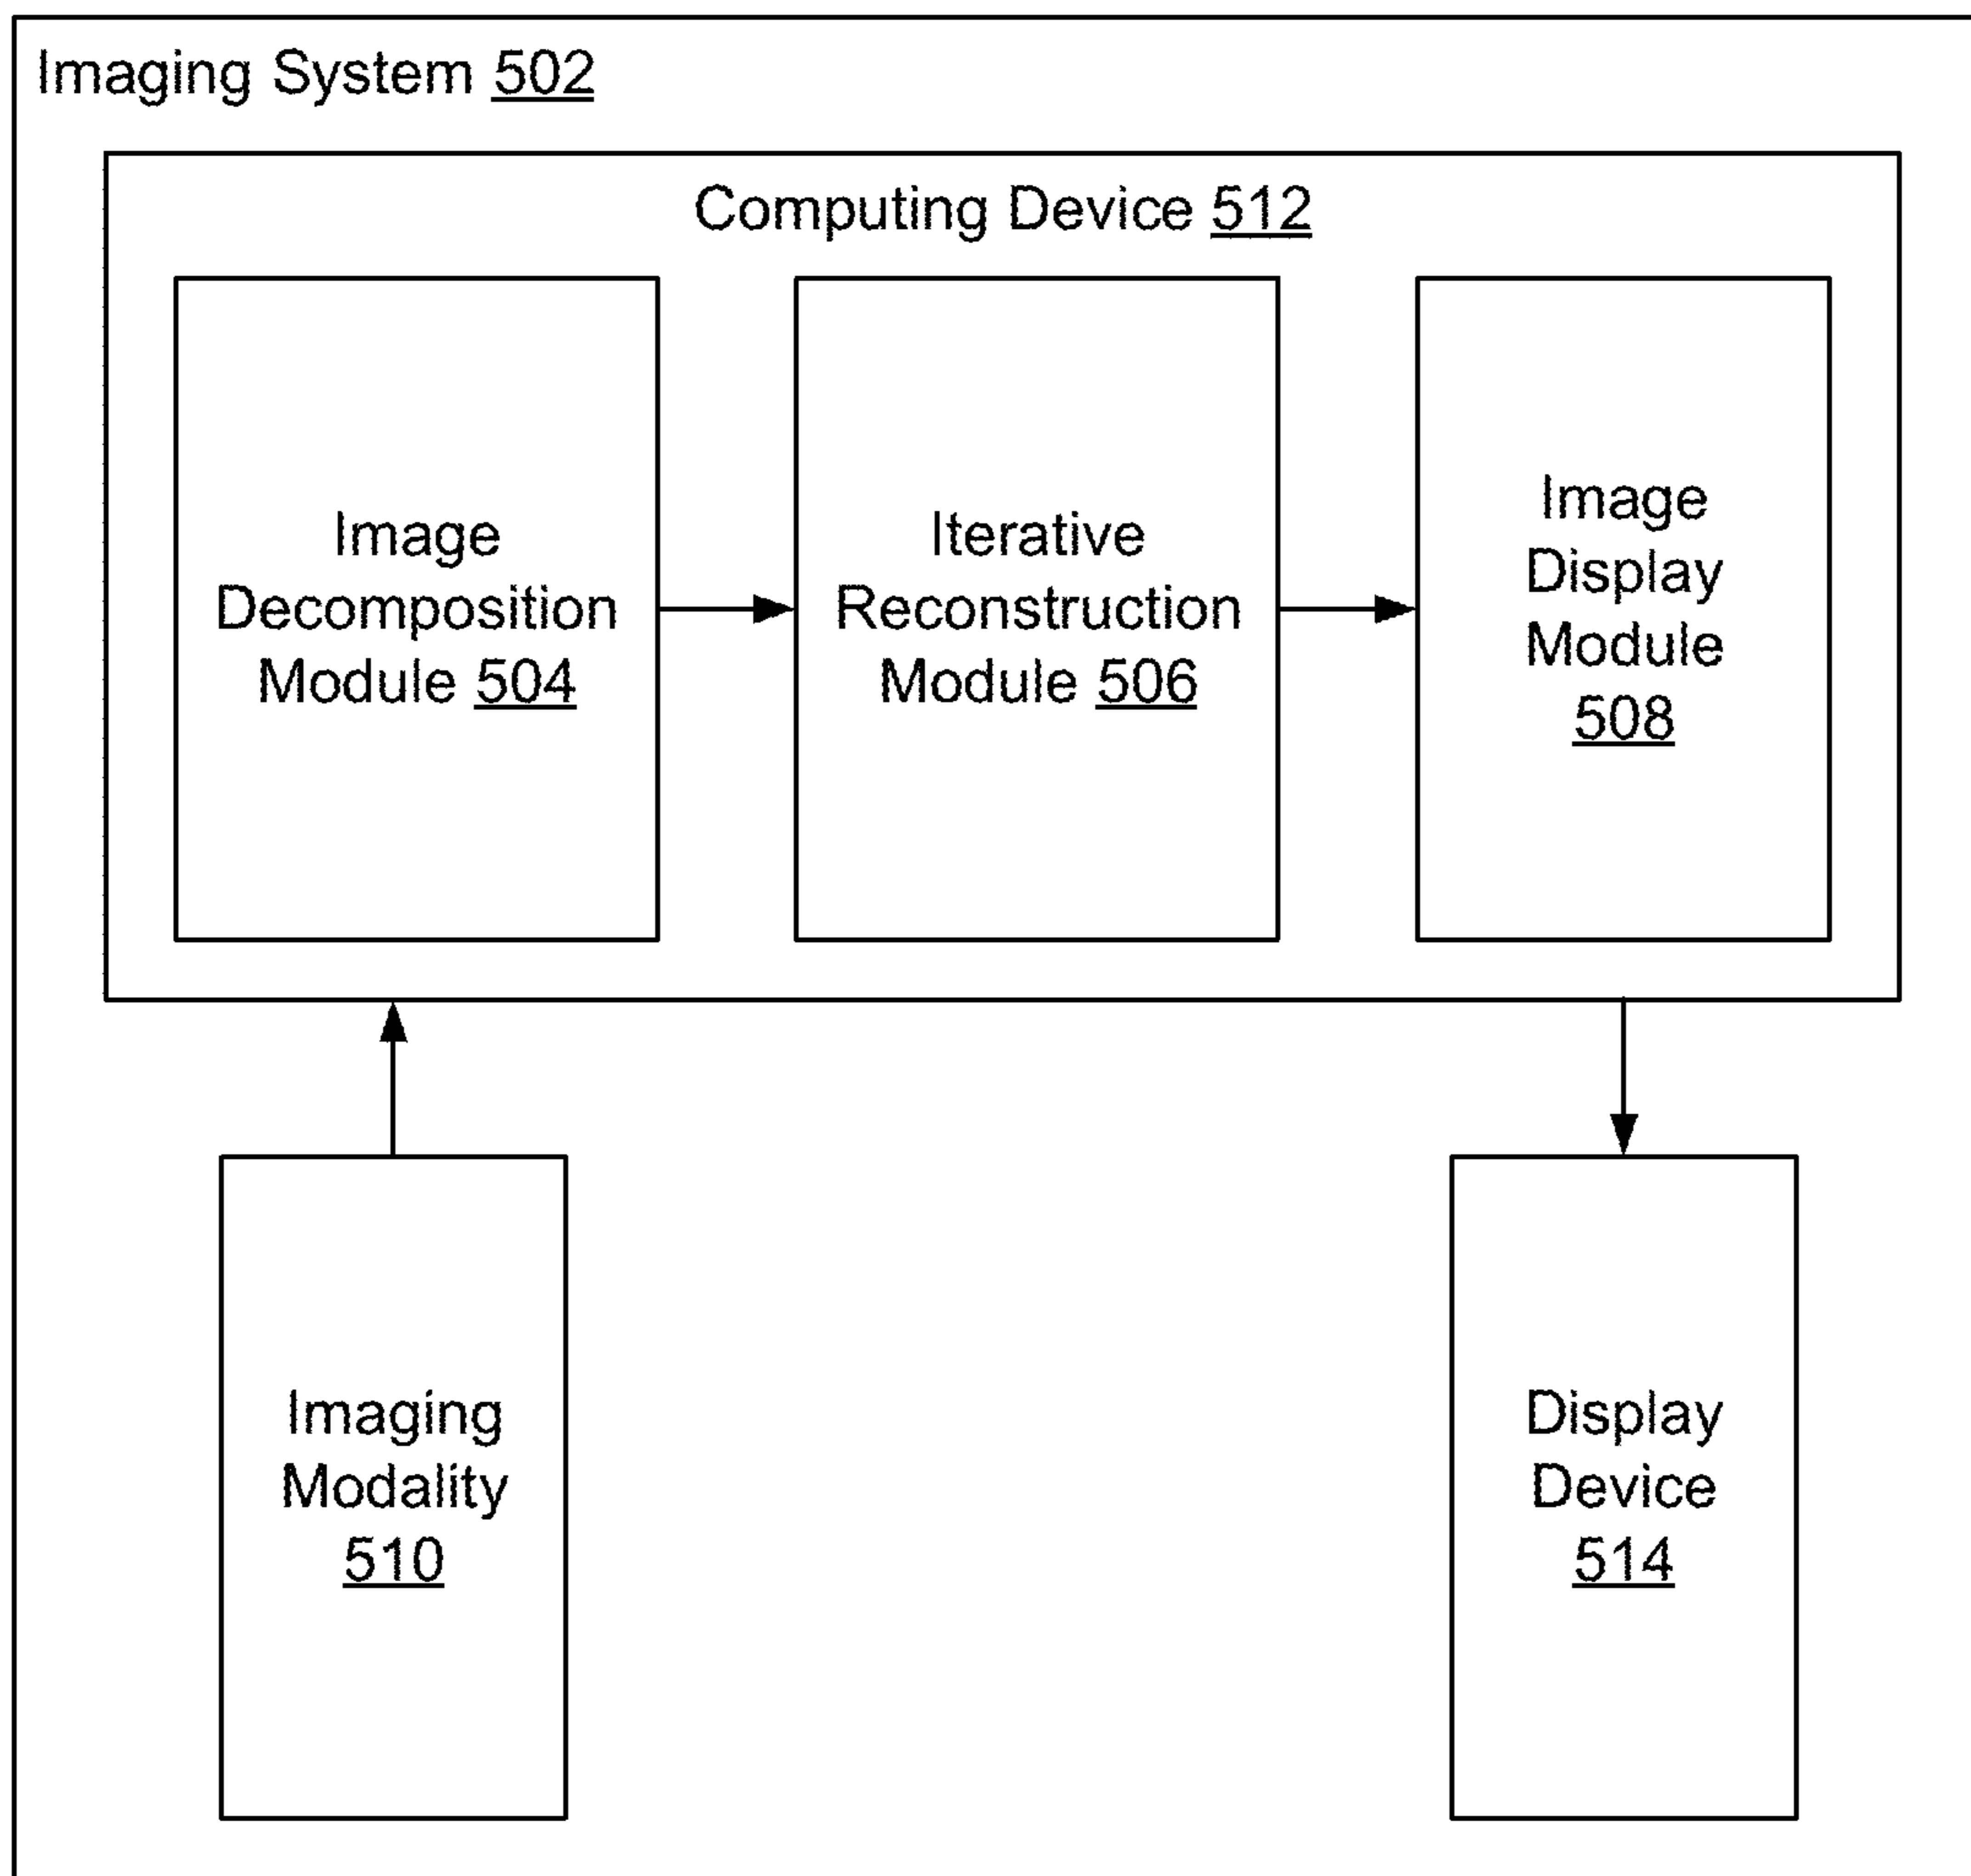 Imaging System 502
Computing Device 512
Image
Decomposition
Module 504
Iterative
Reconstruction
Module 506
Image
Display
Module
508
Imaging
Modality
510
Display
Device
514